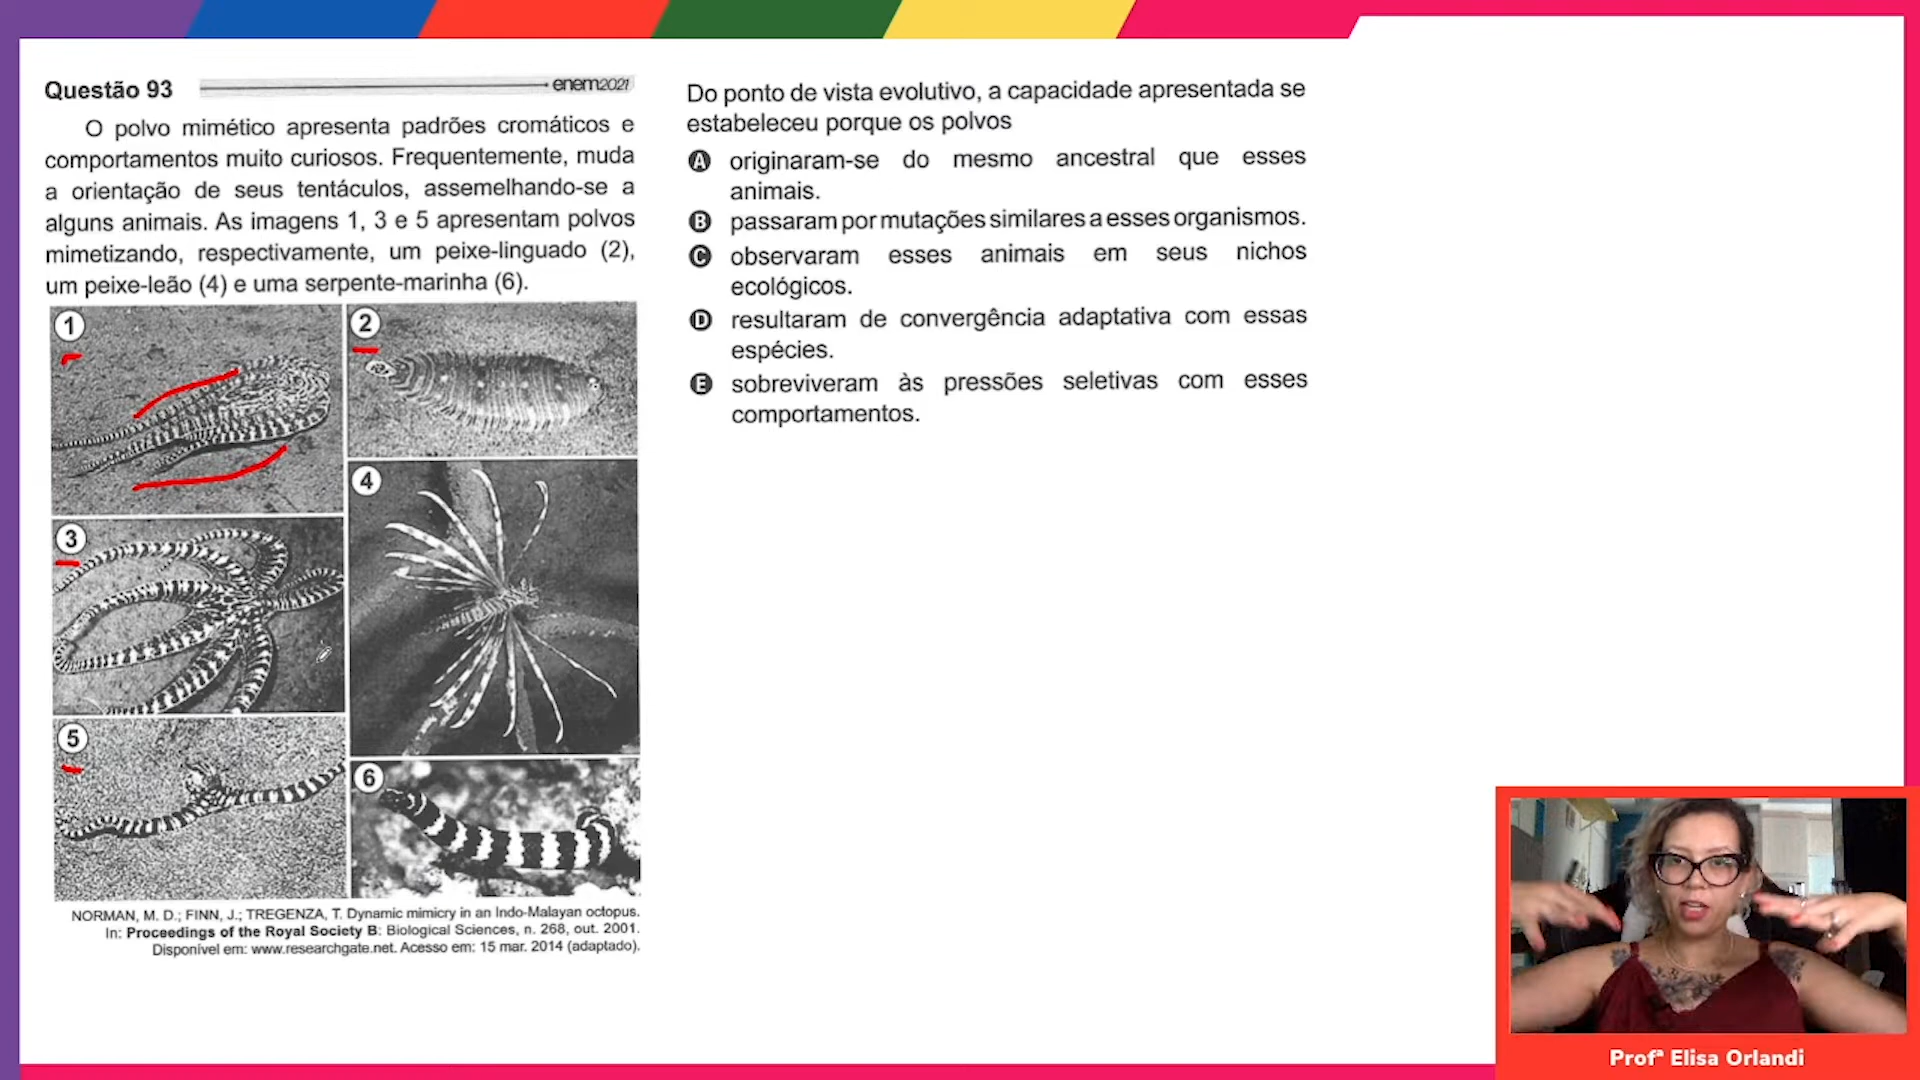 Questão 93
enem2021
O polvo mimético apresenta padrões cromáticos e
comportamentos muito curiosos. Frequentemente, muda
a orientação de seus tentáculos, assemelhando-se a
alguns animais. As imagens 1, 3 e 5 apresentam polvos
mimetizando, respectivamente, um peixe-linguado (2),
um peixe-leão (4) e uma serpente-marinha (6).
1
2
3
4
5
6
NORMAN, M. D.; FINN, J.; TREGENZA, T. Dynamic mimicry in an Indo-Malayan octopus.
In: Proceedings of the Royal Society B: Biological Sciences, n. 268, out. 2001.
Disponível em: www.researchgate.net. Acesso em: 15 mar. 2014 (adaptado).
Do ponto de vista evolutivo, a capacidade apresentada se
estabeleceu porque os polvos
A originaram-se do mesmo ancestral que esses
animais.
B passaram por mutações similares a esses organismos.
C observaram esses animais em seus nichos
ecológicos.
D resultaram de convergência adaptativa com essas
espécies.
E sobreviveram às pressões seletivas com esses
comportamentos.
Profª Elisa Orlandi